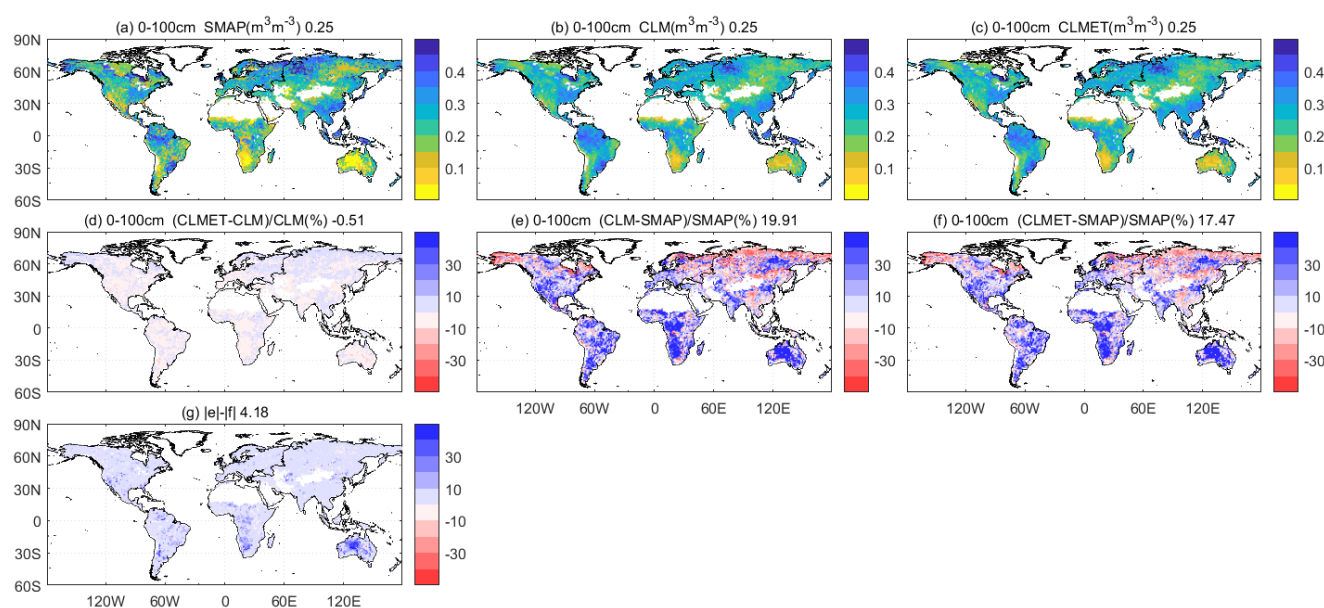 (a) 0-100cm SMAP(m³m⁻³) 0.25
90N
60N
30N
0
30S
60S
0.4
0.3
0.2
0.1
(b) 0-100cm CLM(m³m⁻³) 0.25
0.4
0.3
0.2
0.1
(c) 0-100cm CLMET(m³m⁻³) 0.25
0.4
0.3
0.2
0.1
(d) 0-100cm (CLMET-CLM)/CLM(%) -0.51
90N
60N
30N
0
30S
60S
30
10
-10
-30
(e) 0-100cm (CLM-SMAP)/SMAP(%) 19.91
30
10
-10
-30
120W 60W 0 60E 120E
(f) 0-100cm (CLMET-SMAP)/SMAP(%) 17.47
30
10
-10
-30
120W 60W 0 60E 120E
(g) |e|-|f| 4.18
90N
60N
30N
0
30S
60S
30
10
-10
-30
120W 60W 0 60E 120E